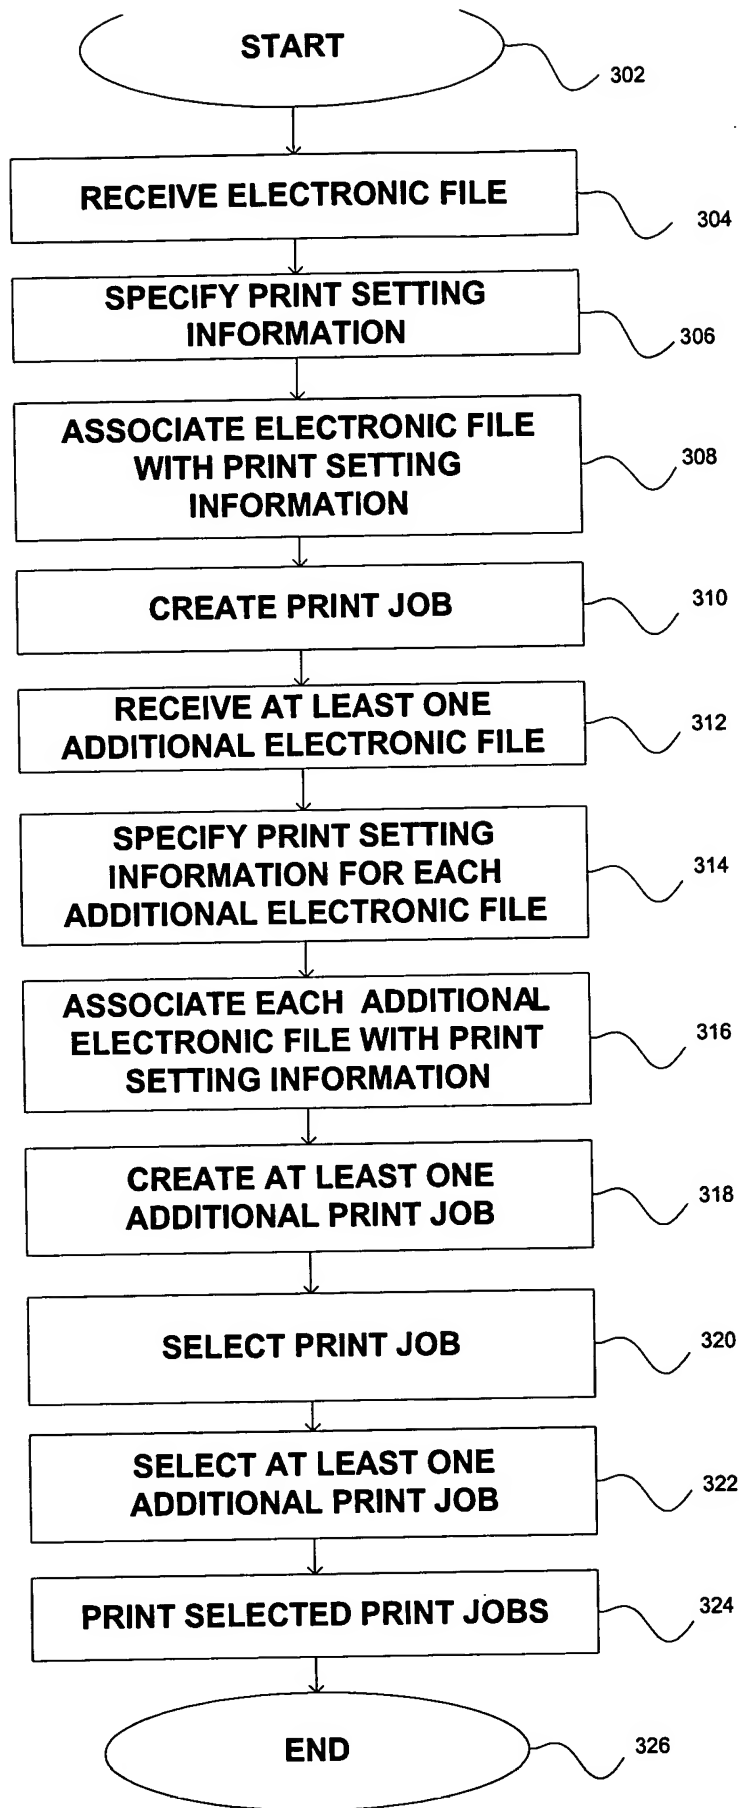 START
302
RECEIVE ELECTRONIC FILE
304
SPECIFY PRINT SETTING
INFORMATION
306
ASSOCIATE ELECTRONIC FILE
WITH PRINT SETTING
INFORMATION
308
CREATE PRINT JOB
310
RECEIVE AT LEAST ONE
ADDITIONAL ELECTRONIC FILE
312
SPECIFY PRINT SETTING
INFORMATION FOR EACH
ADDITIONAL ELECTRONIC FILE
314
ASSOCIATE EACH ADDITIONAL
ELECTRONIC FILE WITH PRINT
SETTING INFORMATION
316
CREATE AT LEAST ONE
ADDITIONAL PRINT JOB
318
SELECT PRINT JOB
320
SELECT AT LEAST ONE
ADDITIONAL PRINT JOB
322
PRINT SELECTED PRINT JOBS
324
END
326